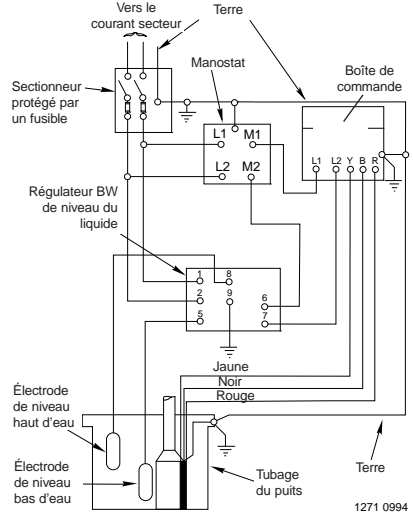 Vers le
courant secteur
Terre
Manostat
Boîte de
commande
Sectionneur
protégé par
un fusible
L1 M1
L2 M2
L1 L2 Y B R
Régulateur BW
de niveau du
liquide
1 8
2 9
5 6
7
Jaune
Noir
Rouge
Électrode
de niveau
haut d'eau
Électrode
de niveau
bas d'eau
Tubage
du puits
Terre
1271 0994